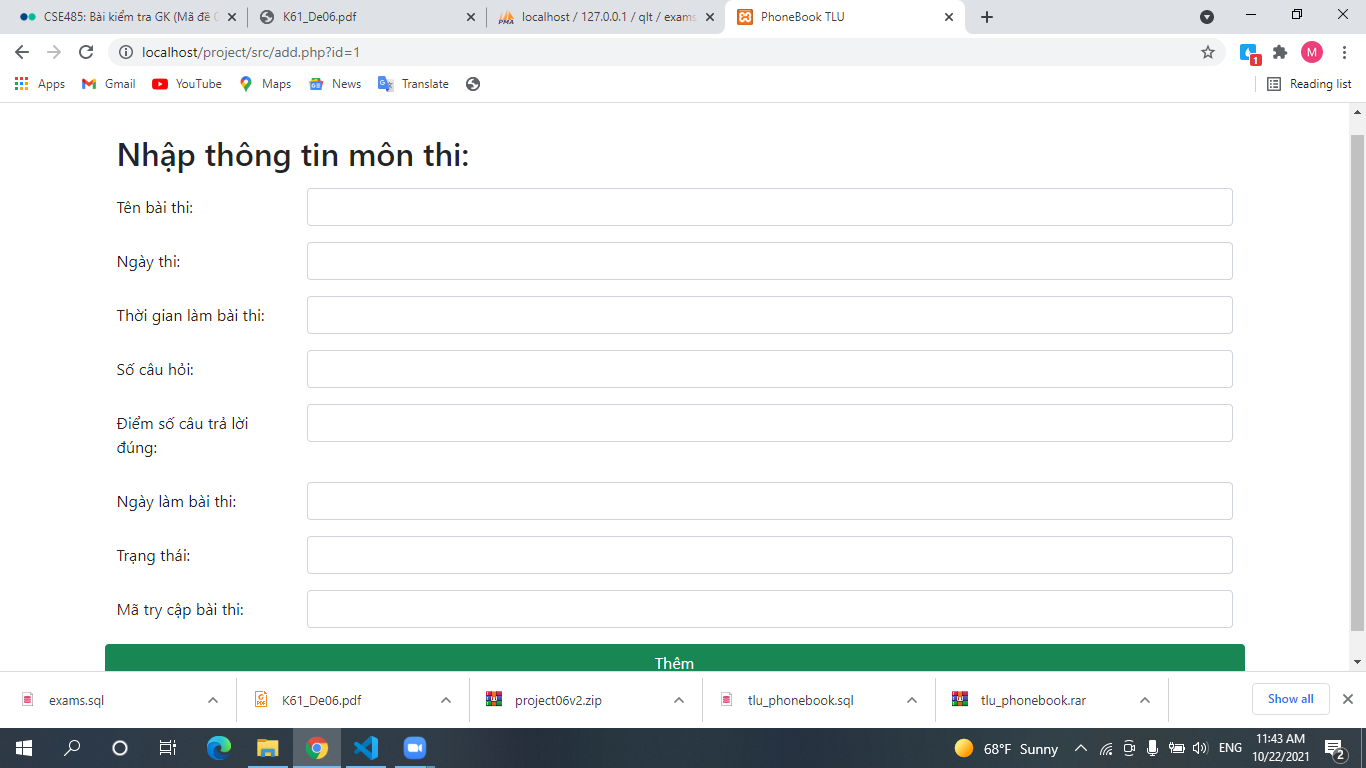 CSE485: Bài kiểm tra GK (Mã đề
K61_De06.pdf
localhost / 127.0.0.1 / qlt / exams
PhoneBook TLU
localhost/project/src/add.php?id=1
M
1
Apps
Gmail
YouTube
Maps
News
Translate
Reading list
Nhập thông tin môn thi:
Tên bài thi:
Ngày thi:
Thời gian làm bài thi:
Số câu hỏi:
Điểm số câu trả lời
đúng:
Ngày làm bài thi:
Trạng thái:
Mã try cập bài thi:
Thêm
exams.sql
K61_De06.pdf
project06v2.zip
tlu_phonebook.sql
tlu_phonebook.rar
Show all
68°F Sunny
ENG
11:43 AM
10/22/2021
2